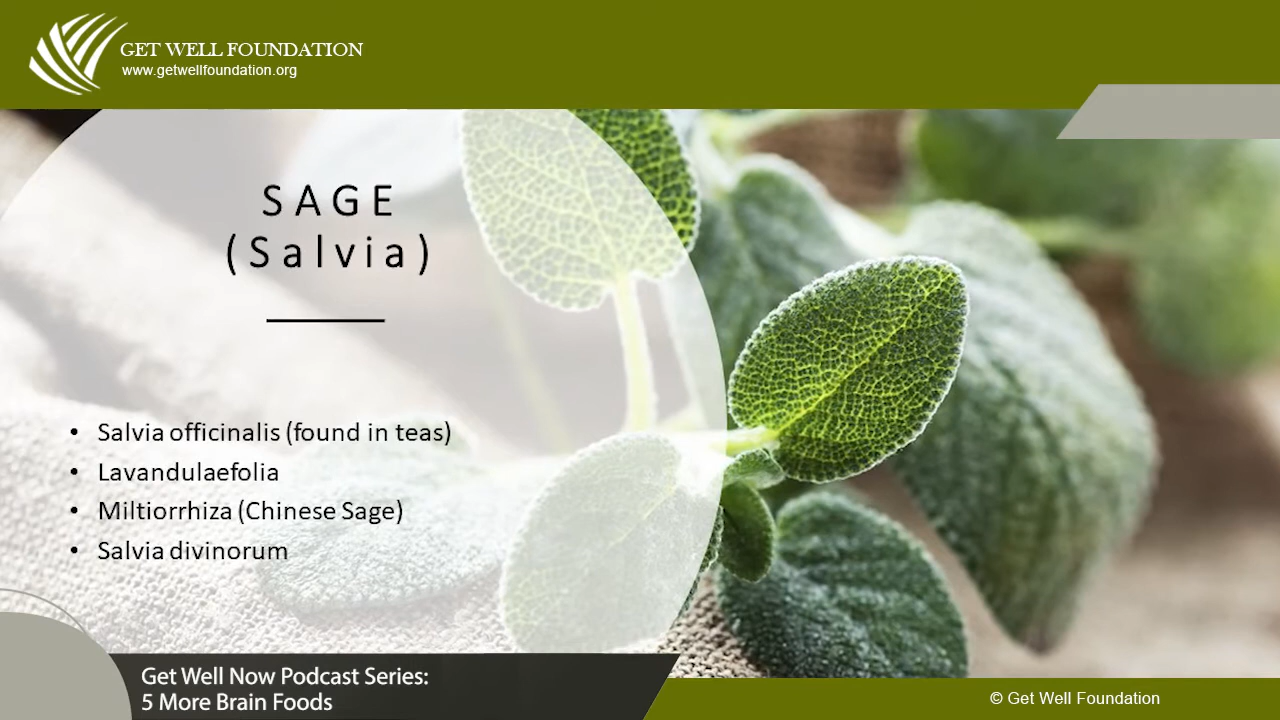 GET WELL FOUNDATION
www.getwellfoundation.org
SAGE
(Salvia)
• Salvia officinalis (found in teas)
• Lavandulaefolia
• Miltiorrhiza (Chinese Sage)
• Salvia divinorum
Get Well Now Podcast Series:
5 More Brain Foods
© Get Well Foundation